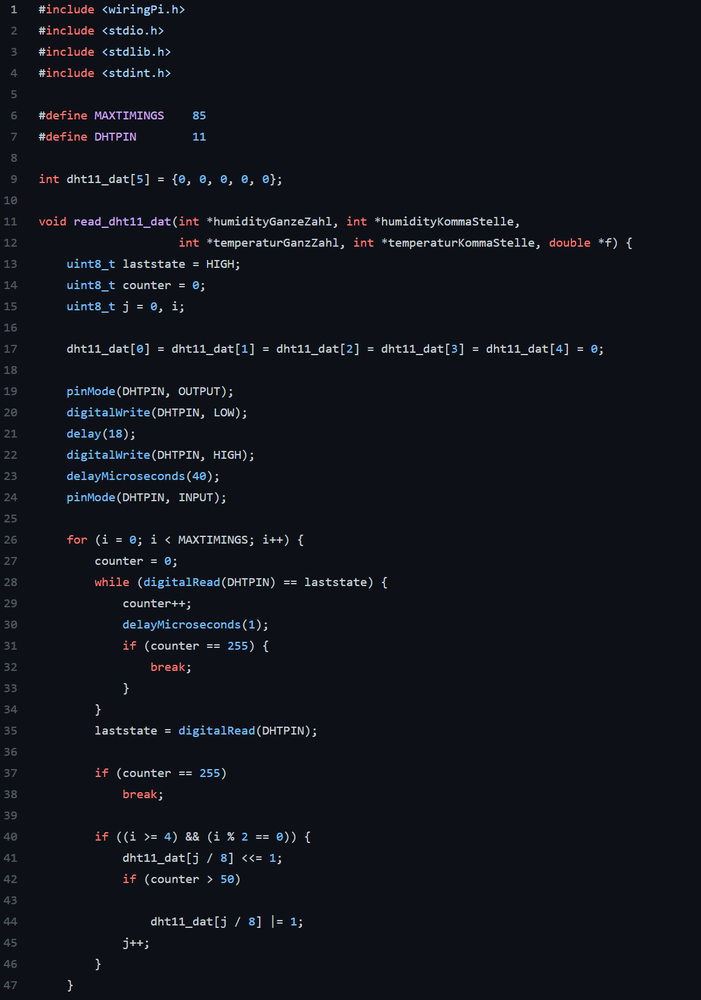 1 #include <wiringPi.h>
2 #include <stdio.h>
3 #include <stdlib.h>
4 #include <stdint.h>
5
6 #define MAXTIMINGS    85
7 #define DHTPIN        11
8
9 int dht11_dat[5] = {0, 0, 0, 0, 0};
10
11 void read_dht11_dat(int *humidityGanzeZahl, int *humidityKommaStelle,
12                     int *temperaturGanzZahl, int *temperaturKommaStelle, double *f) {
13     uint8_t laststate = HIGH;
14     uint8_t counter = 0;
15     uint8_t j = 0, i;
16
17     dht11_dat[0] = dht11_dat[1] = dht11_dat[2] = dht11_dat[3] = dht11_dat[4] = 0;
18
19     pinMode(DHTPIN, OUTPUT);
20     digitalWrite(DHTPIN, LOW);
21     delay(18);
22     digitalWrite(DHTPIN, HIGH);
23     delayMicroseconds(40);
24     pinMode(DHTPIN, INPUT);
25
26     for (i = 0; i < MAXTIMINGS; i++) {
27         counter = 0;
28         while (digitalRead(DHTPIN) == laststate) {
29             counter++;
30             delayMicroseconds(1);
31             if (counter == 255) {
32                 break;
33             }
34         }
35         laststate = digitalRead(DHTPIN);
36
37         if (counter == 255)
38             break;
39
40         if ((i >= 4) && (i % 2 == 0)) {
41             dht11_dat[j / 8] <<= 1;
42             if (counter > 50)
43
44                 dht11_dat[j / 8] |= 1;
45             j++;
46         }
47     }